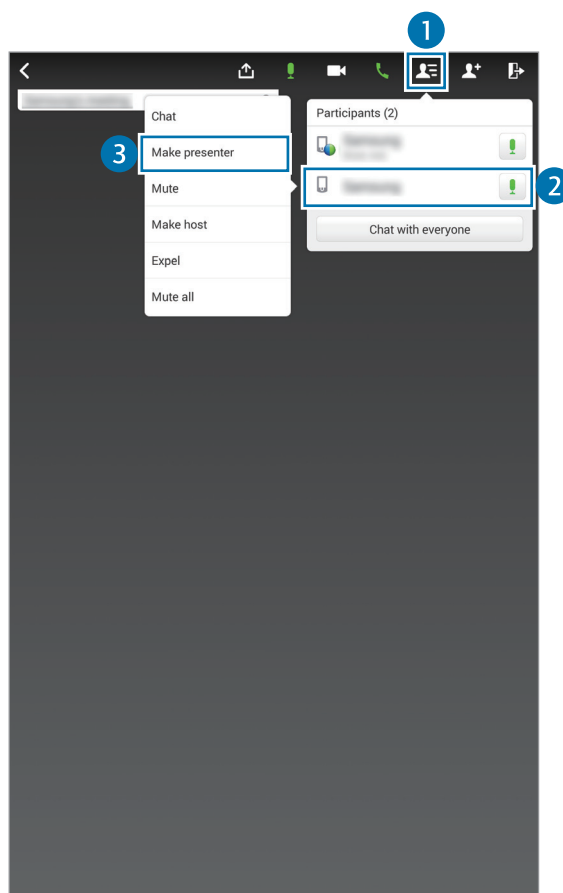 1
Participants (2)
Chat
3
Make presenter
2
Mute
Make host
Chat with everyone
Expel
Mute all